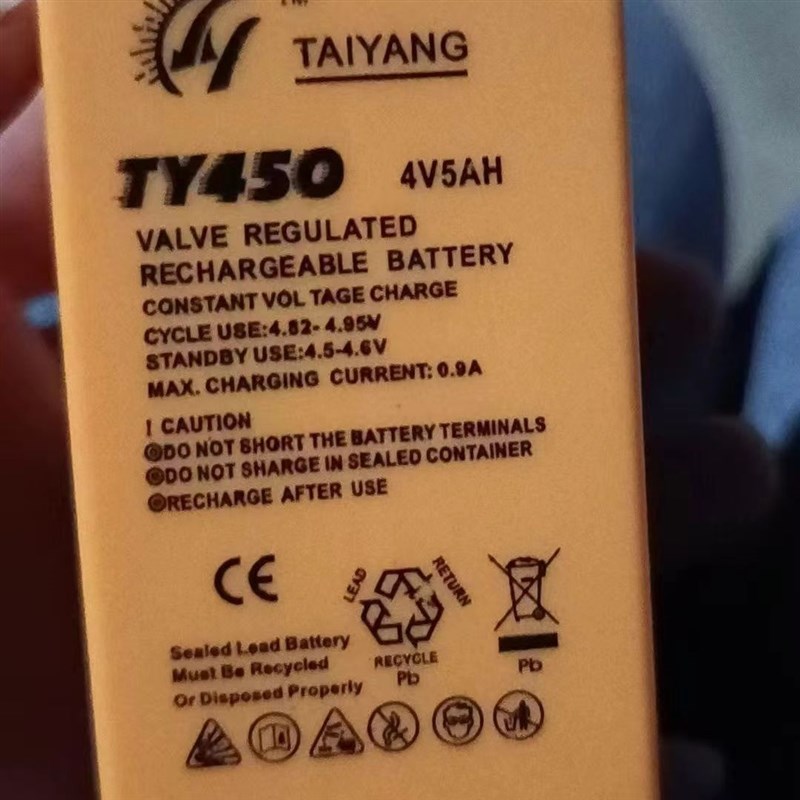 TM
TAIYANG
TY450 4V5AH
VALVE REGULATED
RECHARGEABLE BATTERY
CONSTANT VOL TAGE CHARGE
CYCLE USE:4.82-4.95V
STANDBY USE:4.5-4.6V
MAX. CHARGING CURRENT: 0.9A
! CAUTION
DO NOT SHORT THE BATTERY TERMINALS
DO NOT SHARGE IN SEALED CONTAINER
RECHARGE AFTER USE
CE
LEAD RETURN
RECYCLE
Pb
Pb
Sealed Lead Battery
Must Be Recycled
Or Disposed Properly